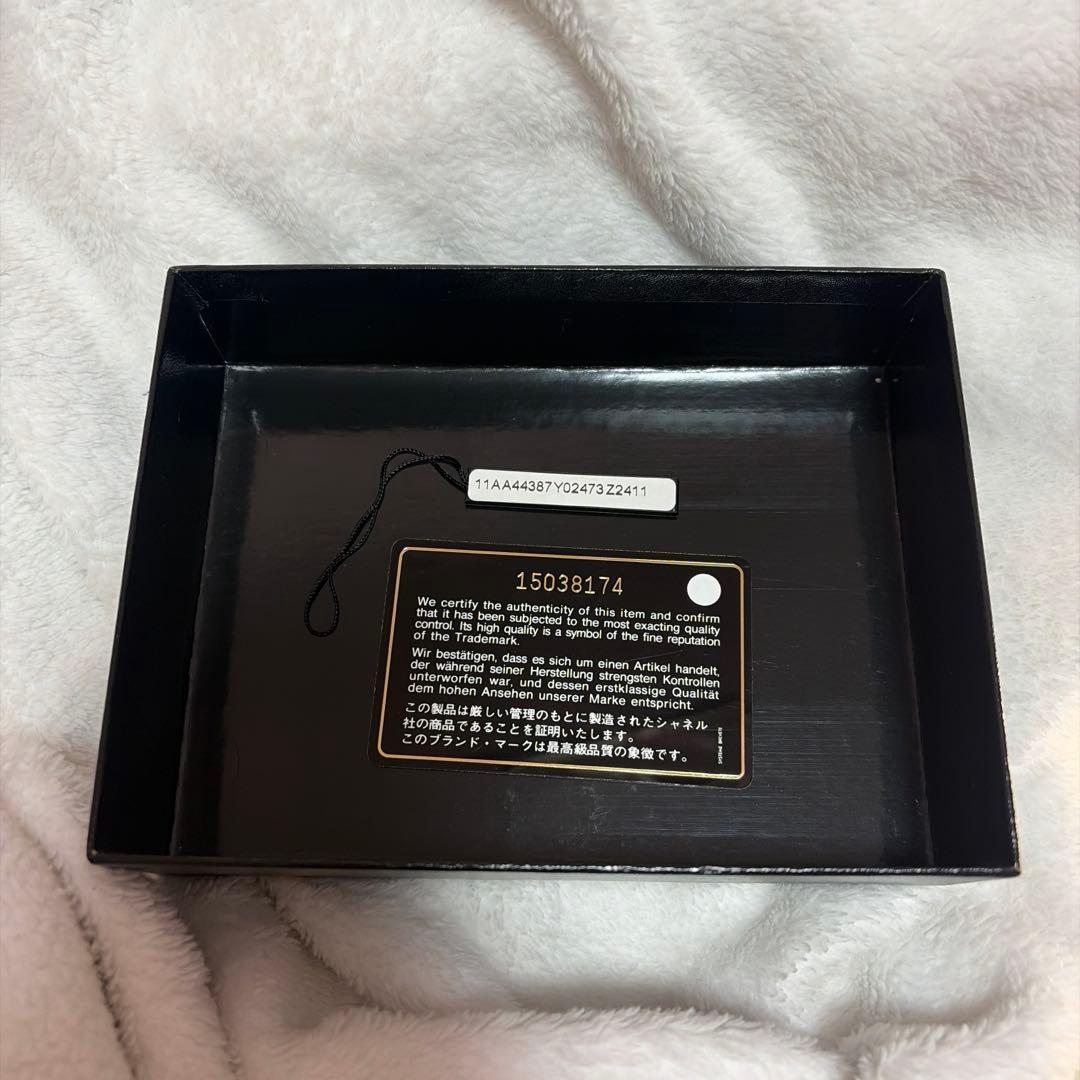 11AA44387Y02473Z2411
15038174
We certify the authenticity of this item and confirm
that it has been subjected to the most exacting quality
control. Its high quality is a symbol of the fine reputation
of the Trademark.
Wir bestätigen, dass es sich um einen Artikel handelt,
der während seiner Herstellung strengsten Kontrollen
unterworfen war, und dessen erstklassige Qualität
dem hohen Ansehen unserer Marke entspricht.
この製品は厳しい管理のもとに製造されたシャネル
社の商品であることを証明いたします。
このブランド・マークは最高級品質の象徴です。
SYSTEME BREVETE